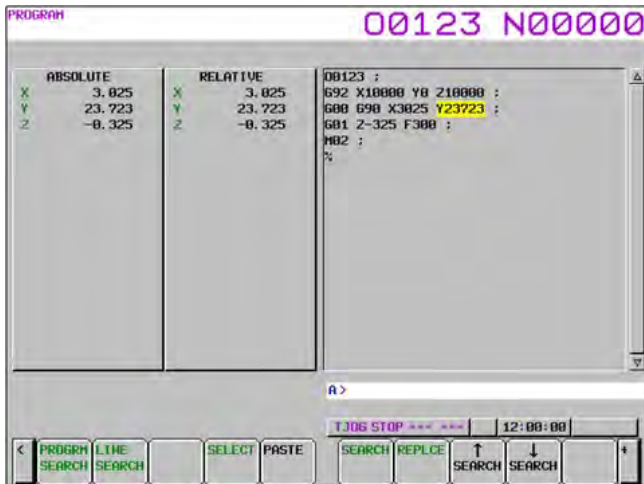 PROGRAM
O0123 N00000
ABSOLUTE
X 3.025
Y 23.723
Z -0.325
RELATIVE
X 3.025
Y 23.723
Z -0.325
O0123 ;
G92 X10000 Y0 Z10000 ;
G00 G90 X3025 Y23723 ;
G01 Z-325 F300 ;
M02 ;
%
A>
TJOG STOP *** ***
12:00:00
< PROGRM SEARCH LINE SEARCH SELECT PASTE SEARCH REPLCE ↑ SEARCH ↓ SEARCH +